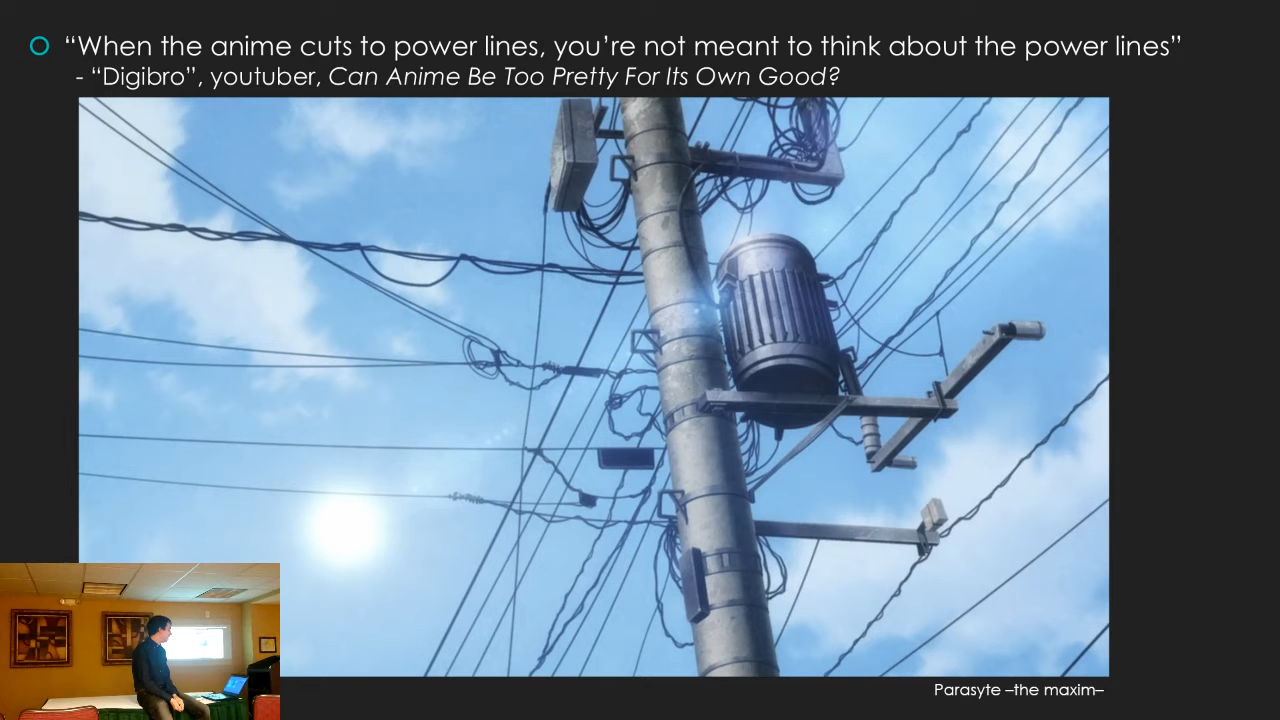 “When the anime cuts to power lines, you’re not meant to think about the power lines”
- “Digibro”, youtuber, Can Anime Be Too Pretty For Its Own Good?
Parasyte –the maxim–